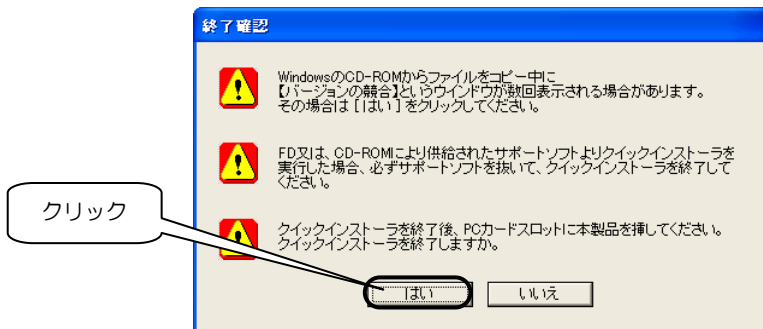 終了確認
WindowsのCD-ROMからファイルをコピー中に
【バージョンの競合】というウインドウが数回表示される場合があります。
その場合は［はい］をクリックしてください。
FD又は、CD-ROMにより供給されたサポートソフトよりクイックインストーラを
実行した場合、必ずサポートソフトを抜いて、クイックインストーラを終了して
ください。
クリック
クイックインストーラを終了後、PCカードスロットに本製品を挿してください。
クイックインストーラを終了しますか。
はい
いいえ